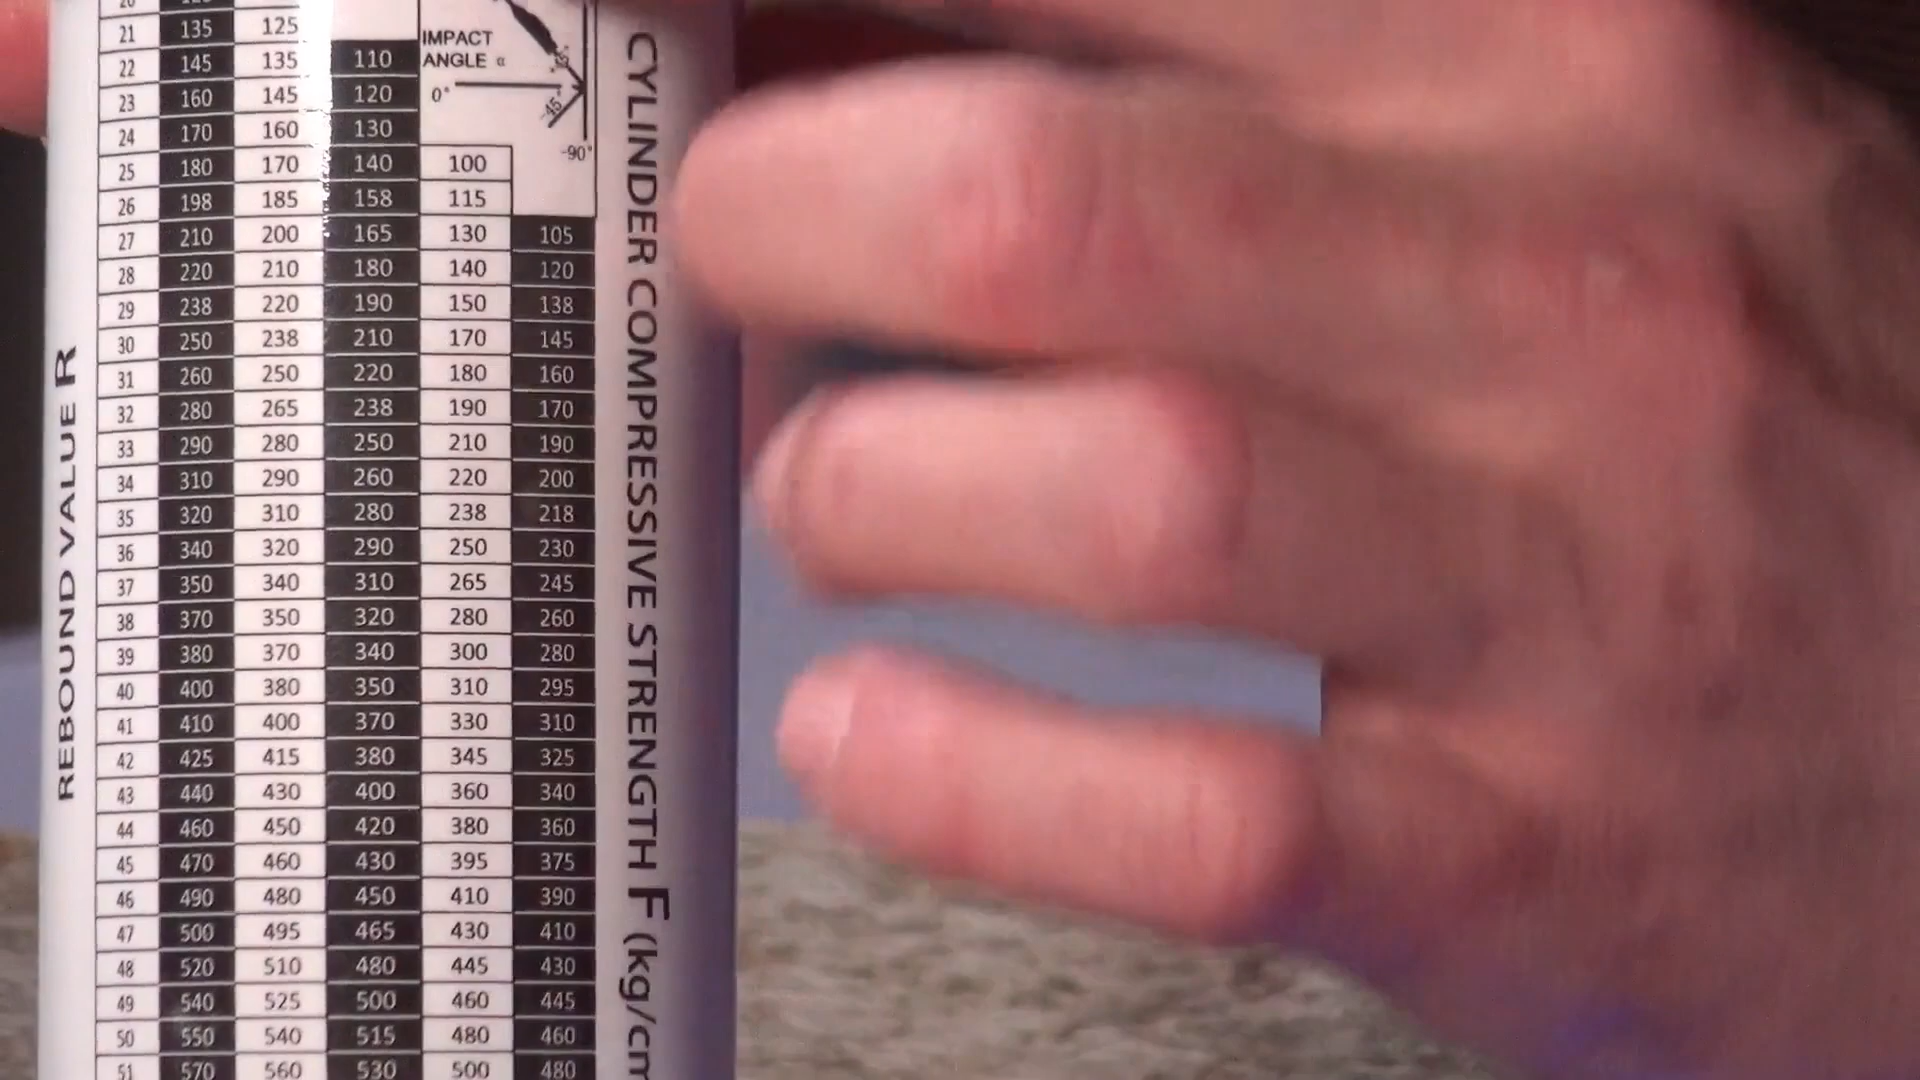 IMPACT
ANGLE α
0°
-45°
-90°
REBOUND VALUE R
CYLINDER COMPRESSIVE STRENGTH F (kg/cm
21 135 125
22 145 135 110
23 160 145 120
24 170 160 130
25 180 170 140 100
26 198 185 158 115
27 210 200 165 130 105
28 220 210 180 140 120
29 238 220 190 150 138
30 250 238 210 170 145
31 260 250 220 180 160
32 280 265 238 190 170
33 290 280 250 210 190
34 310 290 260 220 200
35 320 310 280 238 218
36 340 320 290 250 230
37 350 340 310 265 245
38 370 350 320 280 260
39 380 370 340 300 280
40 400 380 350 310 295
41 410 400 370 330 310
42 425 415 380 345 325
43 440 430 400 360 340
44 460 450 420 380 360
45 470 460 430 395 375
46 490 480 450 410 390
47 500 495 465 430 410
48 520 510 480 445 430
49 540 525 500 460 445
50 550 540 515 480 460
51 570 560 530 500 480